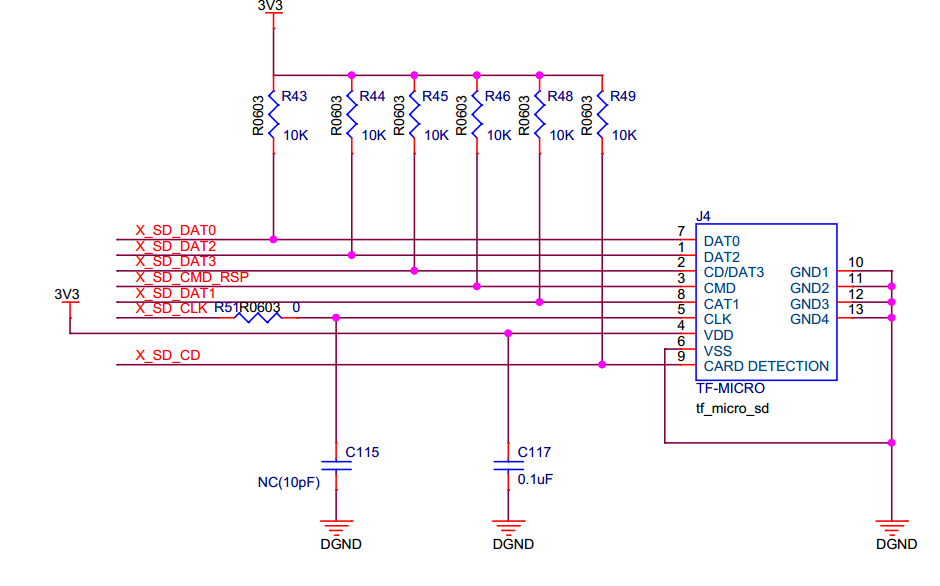 3V3
R0603
R43
10K
R0603
R44
10K
R0603
R45
10K
R0603
R46
10K
R0603
R48
10K
R0603
R49
10K
J4
X_SD_DAT0
7
DAT0
X_SD_DAT2
1
DAT2
X_SD_DAT3
2
CD/DAT3
GND1
10
X_SD_CMD_RSP
3
CMD
GND2
11
3V3
X_SD_DAT1
8
CAT1
GND3
12
X_SD_CLK
R51
R0603
0
5
CLK
GND4
13
4
VDD
6
VSS
X_SD_CD
9
CARD DETECTION
TF-MICRO
tf_micro_sd
C115
NC(10pF)
C117
0.1uF
DGND
DGND
DGND